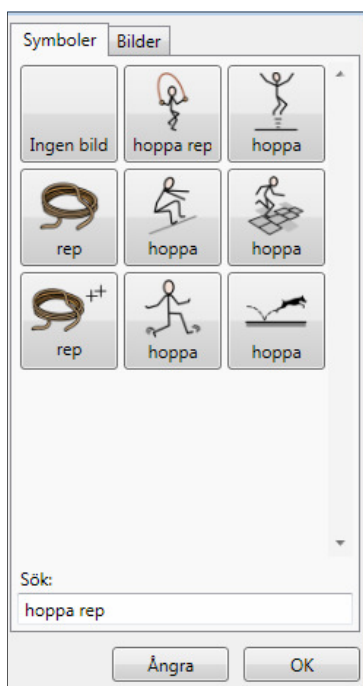 Symboler Bilder
Ingen bild hoppa rep hoppa
rep hoppa hoppa
rep hoppa hoppa
Sök:
hoppa rep
Ångra OK